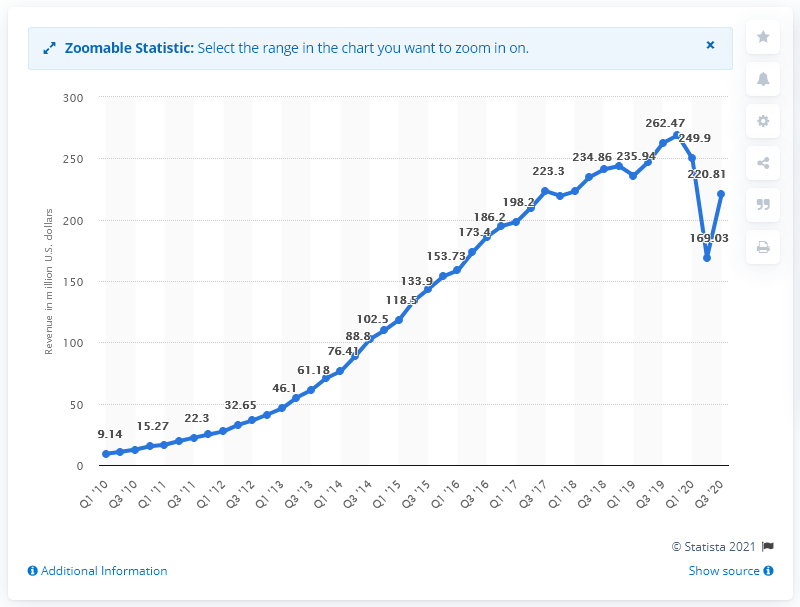 Zoomable Statistic: Select the range in the chart you want to zoom in on.
×
300
250
200
150
100
50
0
Revenue in million U.S. dollars
9.14
15.27
22.3
32.65
46.1
61.18
76.41
88.8
102.5
118.5
133.9
153.73
173.4
186.2
198.2
223.3
234.86
235.94
262.47
249.9
220.81
169.03
Q1 '10
Q3 '10
Q1 '11
Q3 '11
Q1 '12
Q3 '12
Q1 '13
Q3 '13
Q1 '14
Q3 '14
Q1 '15
Q3 '15
Q1 '16
Q3 '16
Q1 '17
Q3 '17
Q1 '18
Q3 '18
Q1 '19
Q3 '19
Q1 '20
Q3 '20
© Statista 2021
Additional Information
Show source